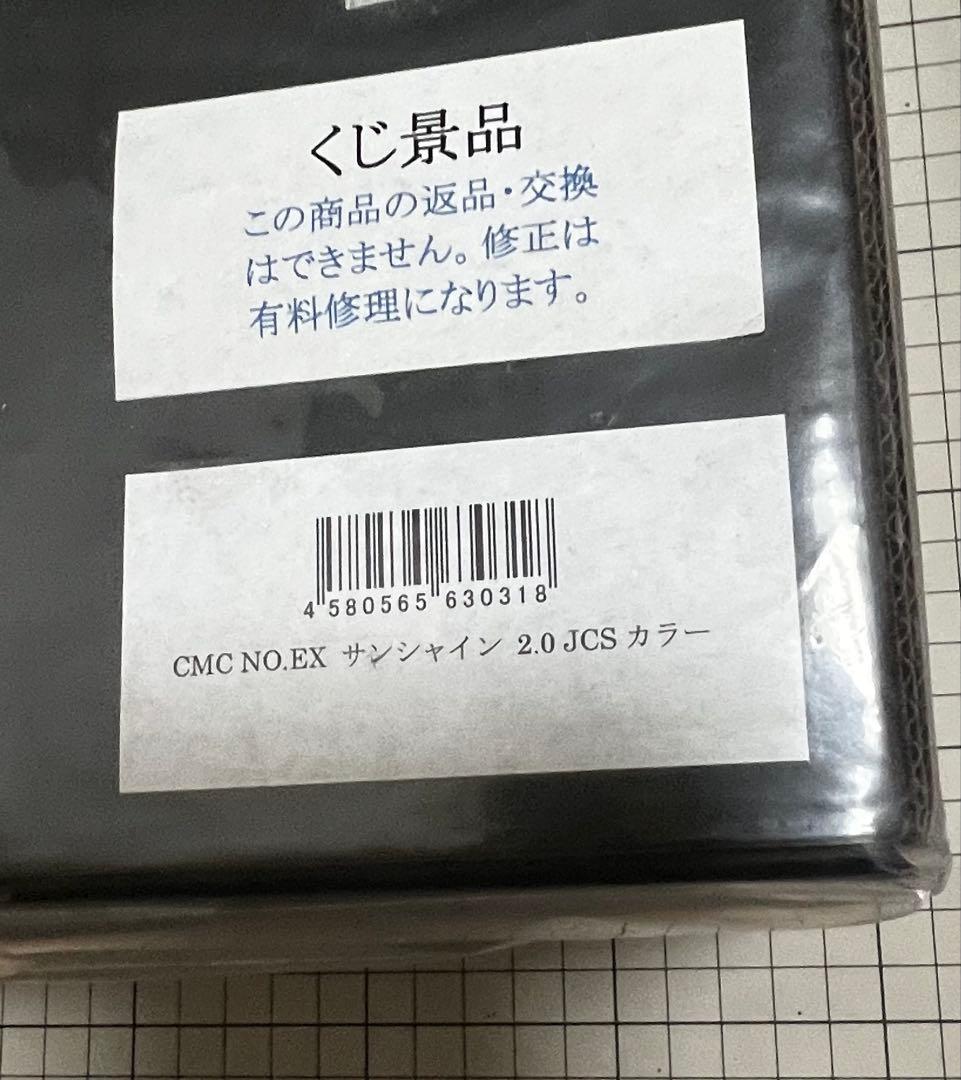 くじ景品
この商品の返品・交換
はできません。修正は
有料修理になります。
4 580565 630318
CMC NO.EX サンシャイン 2.0 JCS カラー